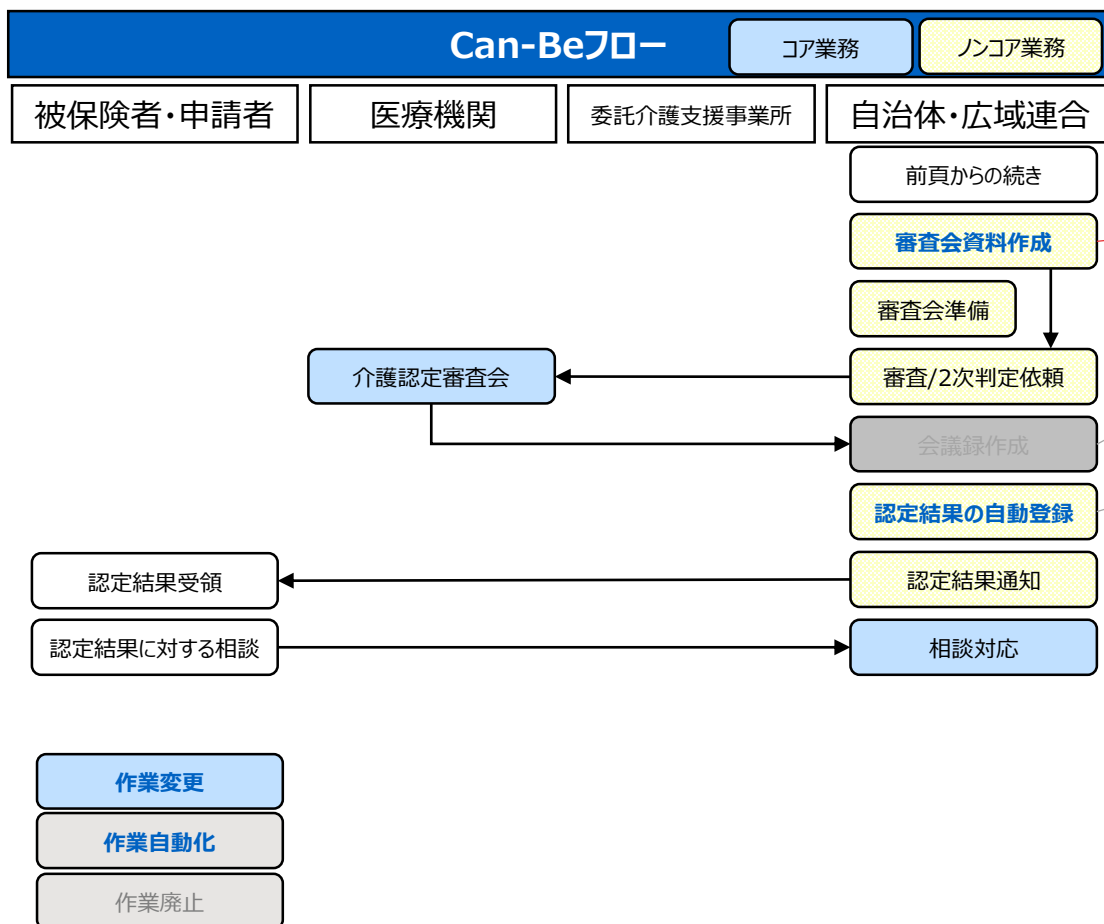 Can-Beフロー
コア業務
ノンコア業務
被保険者・申請者
医療機関
委託介護支援事業所
自治体・広域連合
前頁からの続き
審査会資料作成
審査会準備
介護認定審査会
審査/2次判定依頼
会議録作成
認定結果の自動登録
認定結果受領
認定結果通知
認定結果に対する相談
相談対応
作業変更
作業自動化
作業廃止